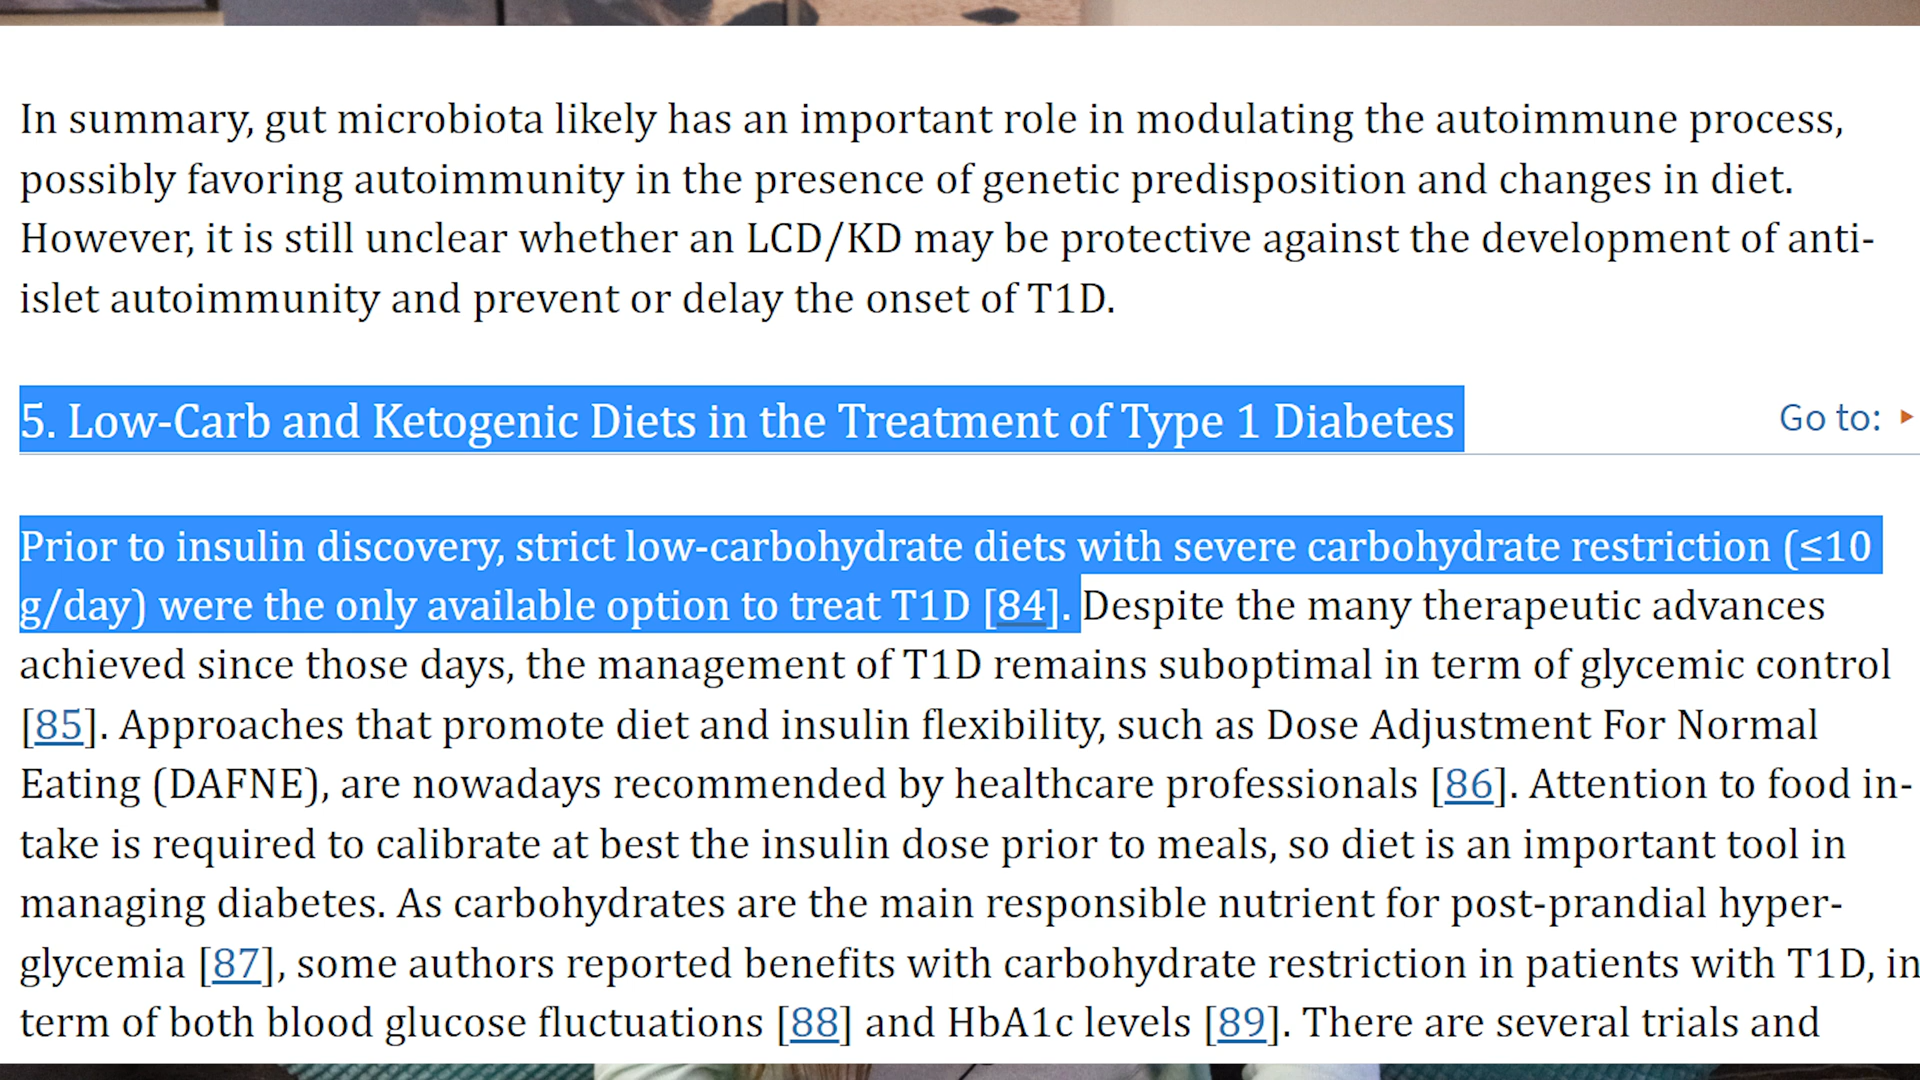 In summary, gut microbiota likely has an important role in modulating the autoimmune process,
possibly favoring autoimmunity in the presence of genetic predisposition and changes in diet.
However, it is still unclear whether an LCD/KD may be protective against the development of anti-
islet autoimmunity and prevent or delay the onset of T1D.
5. Low-Carb and Ketogenic Diets in the Treatment of Type 1 Diabetes Go to:
Prior to insulin discovery, strict low-carbohydrate diets with severe carbohydrate restriction (≤10
g/day) were the only available option to treat T1D [84]. Despite the many therapeutic advances
achieved since those days, the management of T1D remains suboptimal in term of glycemic control
[85]. Approaches that promote diet and insulin flexibility, such as Dose Adjustment For Normal
Eating (DAFNE), are nowadays recommended by healthcare professionals [86]. Attention to food in-
take is required to calibrate at best the insulin dose prior to meals, so diet is an important tool in
managing diabetes. As carbohydrates are the main responsible nutrient for post-prandial hyper-
glycemia [87], some authors reported benefits with carbohydrate restriction in patients with T1D, in
term of both blood glucose fluctuations [88] and HbA1c levels [89]. There are several trials and